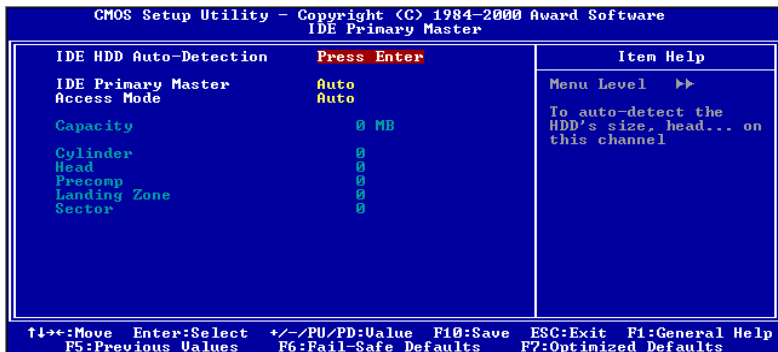 CMOS Setup Utility – Copyright (C) 1984-2000 Award Software
IDE Primary Master
IDE HDD Auto-Detection Press Enter
IDE Primary Master Auto
Access Mode Auto
Capacity 0 MB
Cylinder 0
Head 0
Precomp 0
Landing Zone 0
Sector 0
Item Help
Menu Level ▸▸
To auto-detect the
HDD's size, head... on
this channel
↑↓→←:Move Enter:Select +/-/PU/PD:Value F10:Save ESC:Exit F1:General Help
F5:Previous Values F6:Fail-Safe Defaults F7:Optimized Defaults